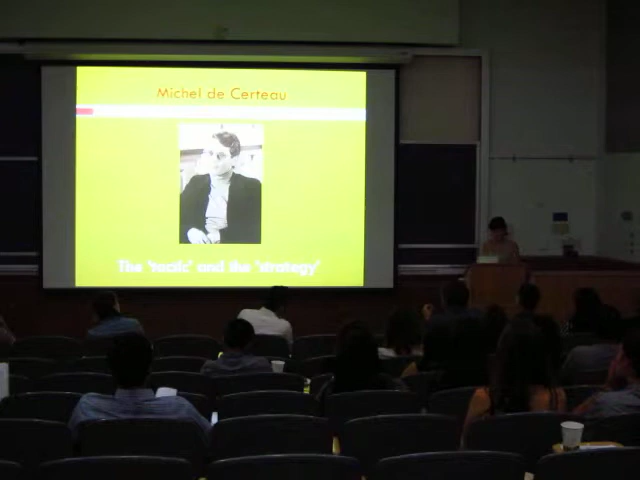 Michel de Certeau
The 'tactic' and the 'strategy'